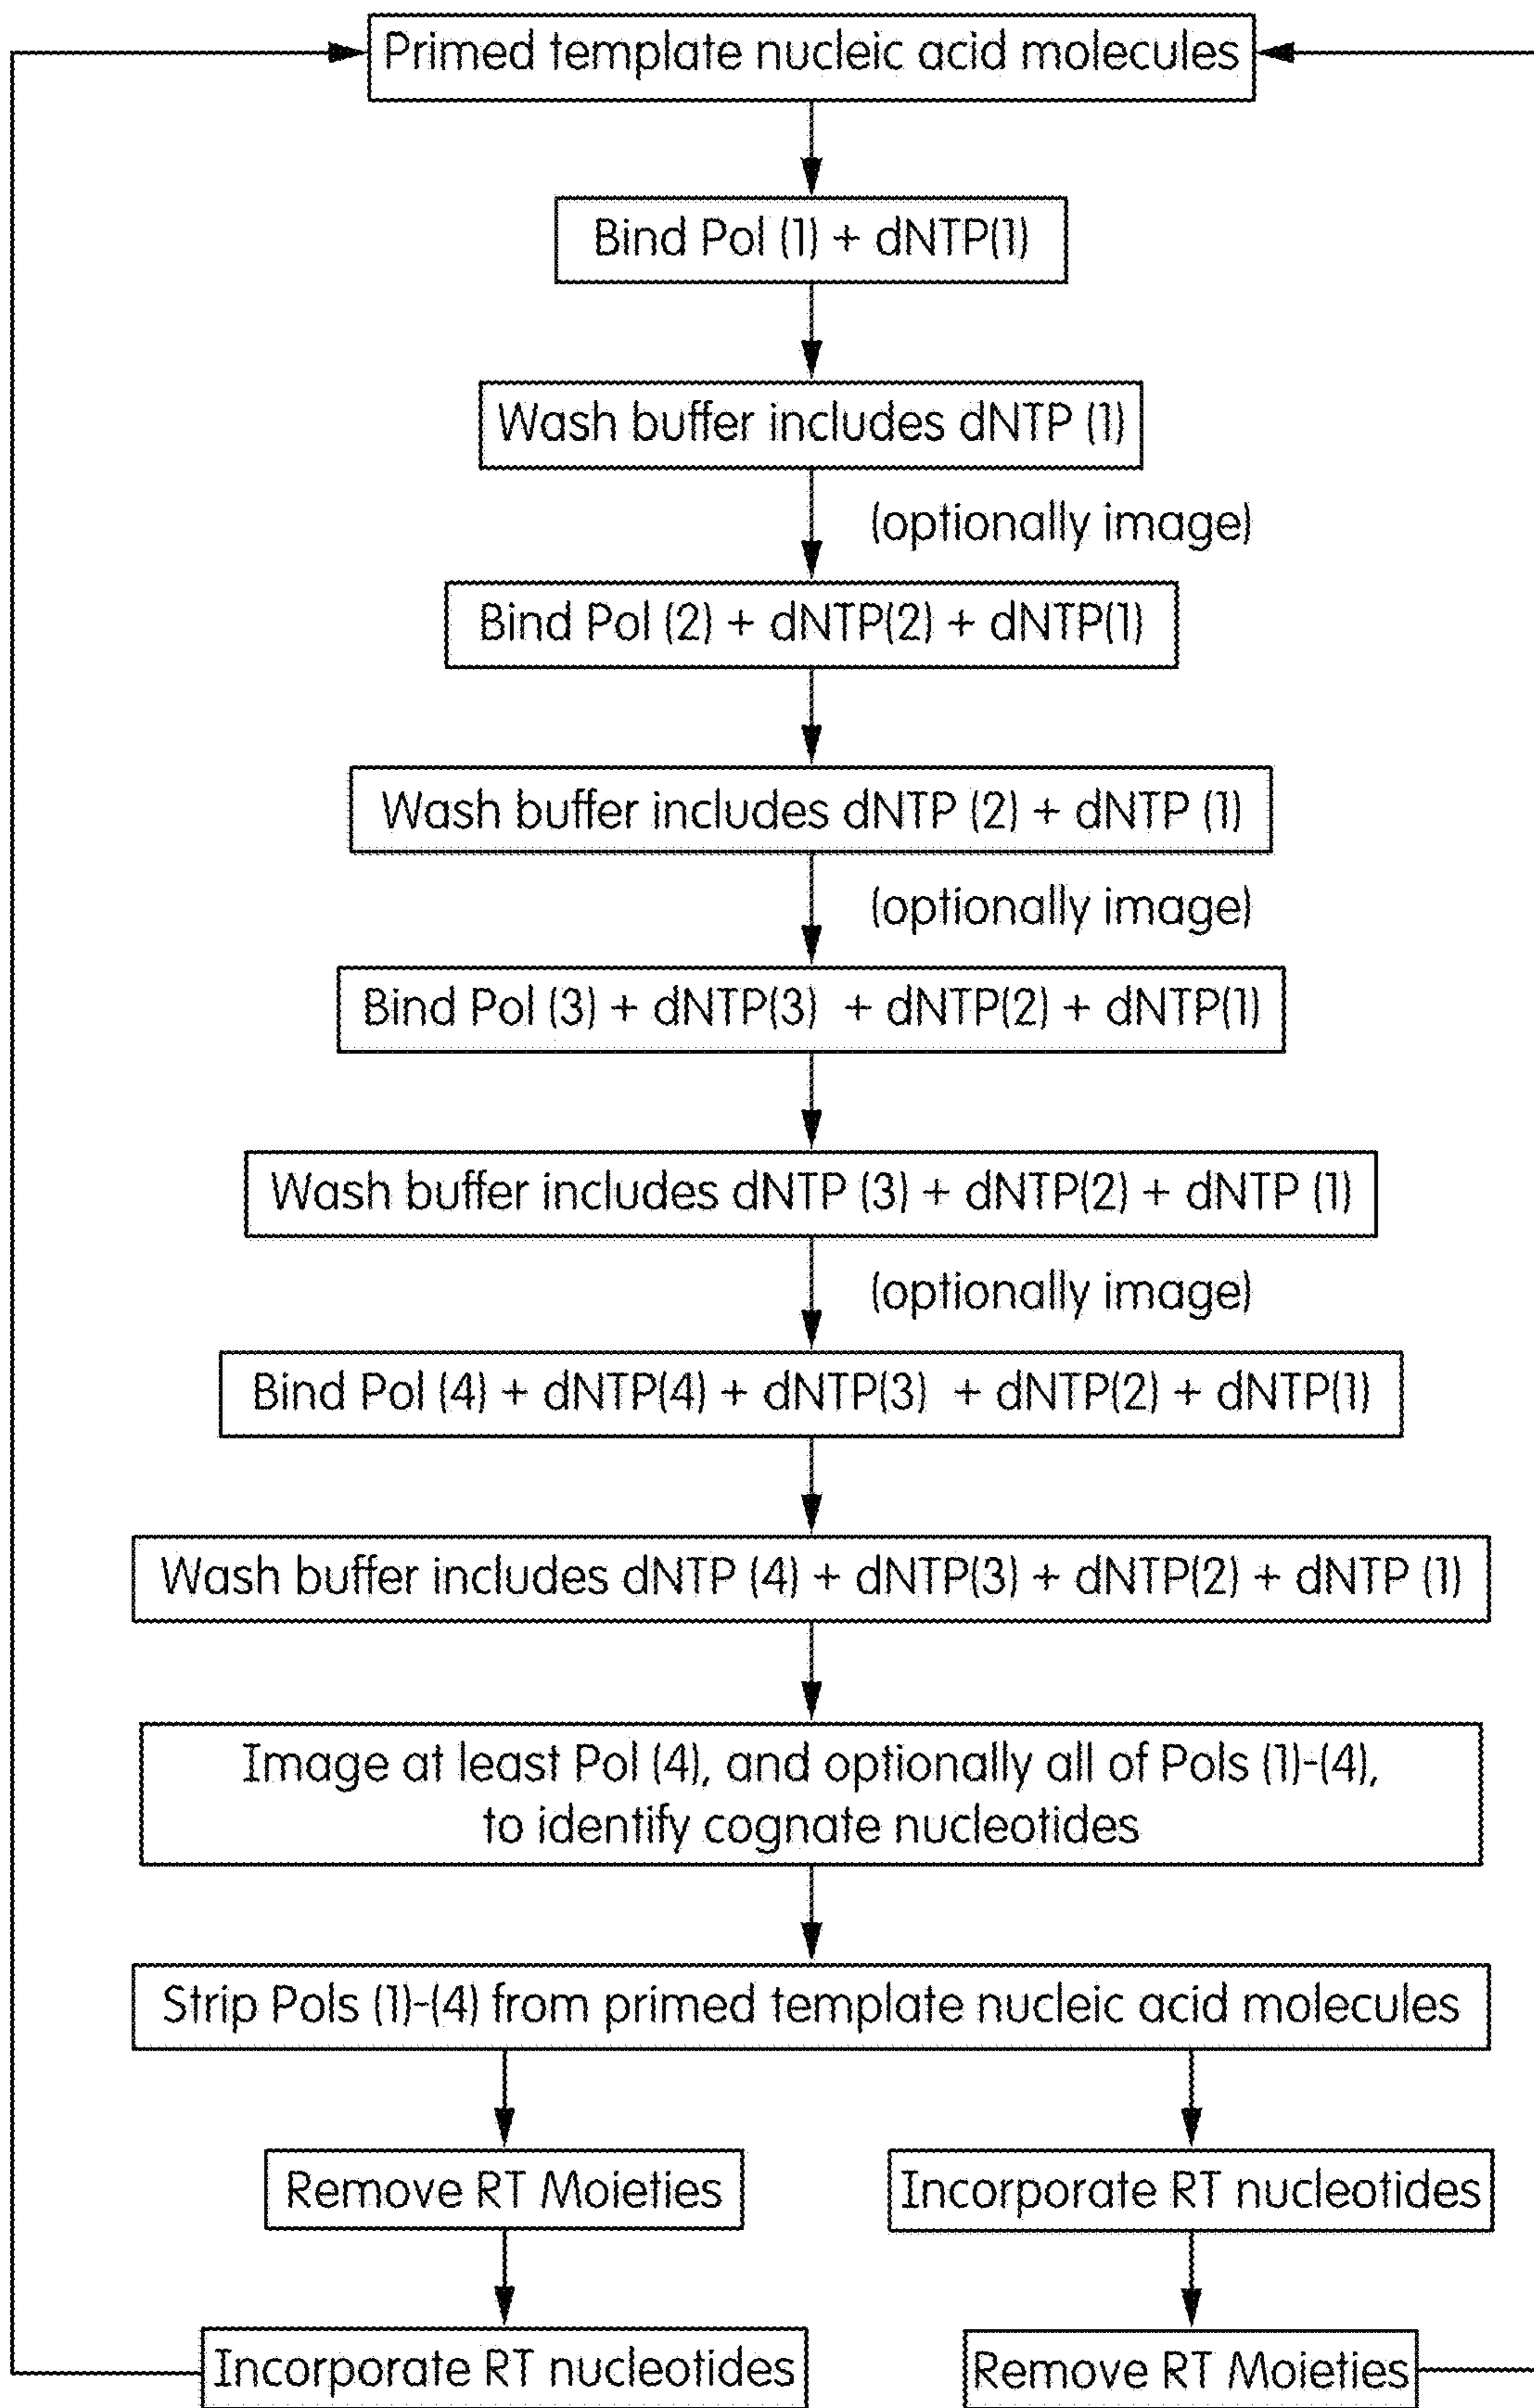 Primed template nucleic acid molecules
Bind Pol (1) + dNTP(1)
Wash buffer includes dNTP (1)
(optionally image)
Bind Pol (2) + dNTP(2) + dNTP(1)
Wash buffer includes dNTP (2) + dNTP (1)
(optionally image)
Bind Pol (3) + dNTP(3) + dNTP(2) + dNTP(1)
Wash buffer includes dNTP (3) + dNTP(2) + dNTP (1)
(optionally image)
Bind Pol (4) + dNTP(4) + dNTP(3) + dNTP(2) + dNTP(1)
Wash buffer includes dNTP (4) + dNTP(3) + dNTP(2) + dNTP (1)
Image at least Pol (4), and optionally all of Pols (1)-(4),
to identify cognate nucleotides
Strip Pols (1)-(4) from primed template nucleic acid molecules
Remove RT Moieties
Incorporate RT nucleotides
Incorporate RT nucleotides
Remove RT Moieties